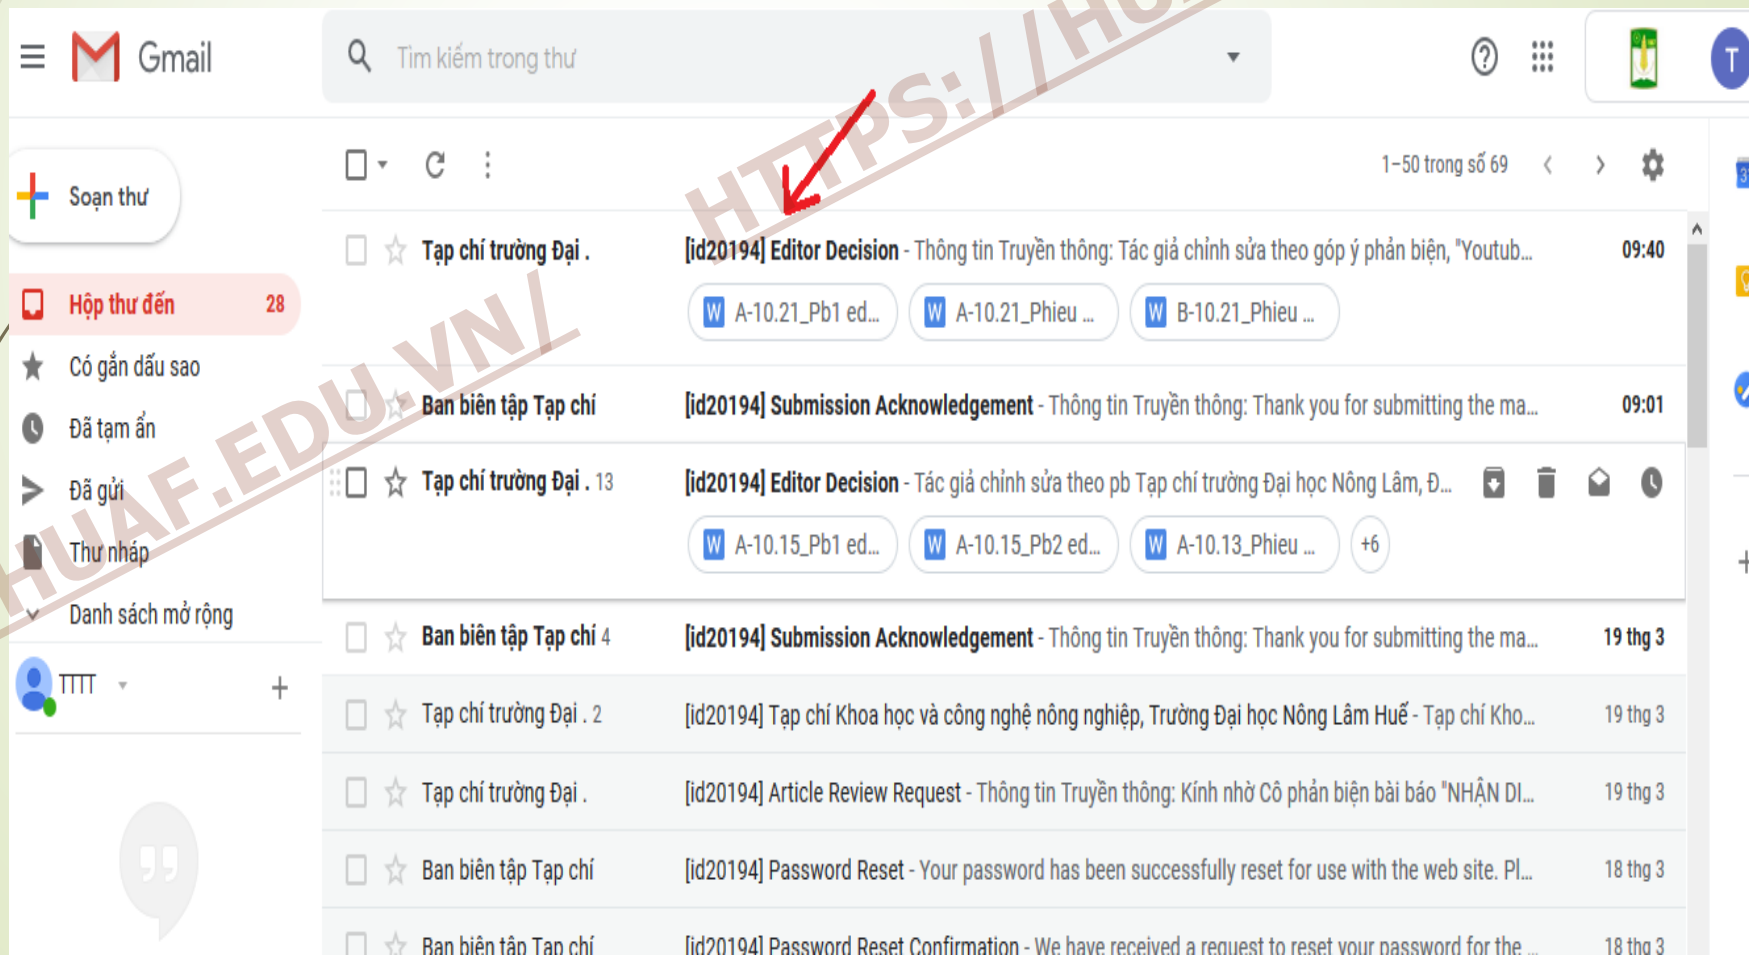 Gmail
Tìm kiếm trong thư
T
Soạn thư
1–50 trong số 69
Hộp thư đến 28
Có gắn dấu sao
Đã tạm ẩn
Đã gửi
Thư nháp
Danh sách mở rộng
TTTT
Tạp chí trường Đại . [id20194] Editor Decision - Thông tin Truyền thông: Tác giả chỉnh sửa theo góp ý phản biện, "Youtub... 09:40
A-10.21_Pb1 ed... A-10.21_Phieu ... B-10.21_Phieu ...
Ban biên tập Tạp chí [id20194] Submission Acknowledgement - Thông tin Truyền thông: Thank you for submitting the ma... 09:01
Tạp chí trường Đại . 13 [id20194] Editor Decision - Tác giả chỉnh sửa theo pb Tạp chí trường Đại học Nông Lâm, Đ...
A-10.15_Pb1 ed... A-10.15_Pb2 ed... A-10.13_Phieu ... +6
Ban biên tập Tạp chí 4 [id20194] Submission Acknowledgement - Thông tin Truyền thông: Thank you for submitting the ma... 19 thg 3
Tạp chí trường Đại . 2 [id20194] Tạp chí Khoa học và công nghệ nông nghiệp, Trường Đại học Nông Lâm Huế - Tạp chí Kho... 19 thg 3
Tạp chí trường Đại . [id20194] Article Review Request - Thông tin Truyền thông: Kính nhờ Cô phản biện bài báo "NHẬN DI... 19 thg 3
Ban biên tập Tạp chí [id20194] Password Reset - Your password has been successfully reset for use with the web site. Pl... 18 thg 3
Ban biên tập Tạp chí [id20194] Password Reset Confirmation - We have received a request to reset your password for the ... 18 thg 3
HUAF.EDU.VN/
HTTPS://HU